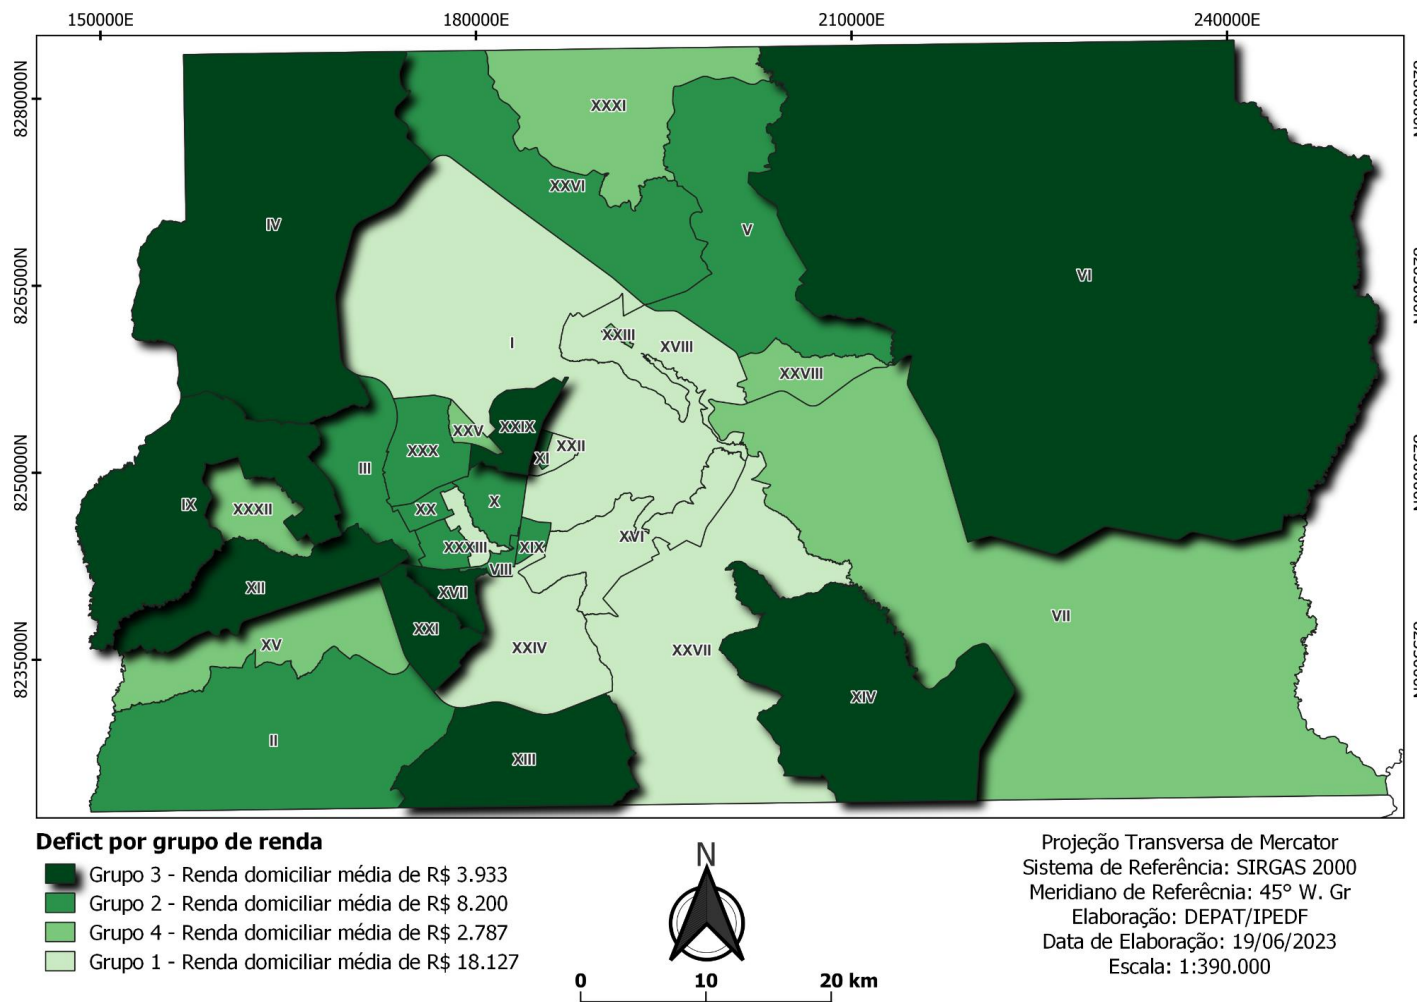 150000E 180000E 210000E 240000E
8280000N
8265000N
8250000N
8235000N
XXXI
XXVI
IV
V
VI
XXIII
I
XVIII
XXVIII
XXIX
XXV
XXII
XXX
XI
III
IX
XXXII
X
XX
XVI
XXXIII
XIX
VIII
XII
XVII
VII
XXI
XV
XXIV
XXVII
XIV
II
XIII
Defict por grupo de renda
Grupo 3 - Renda domiciliar média de R$ 3.933
Grupo 2 - Renda domiciliar média de R$ 8.200
Grupo 4 - Renda domiciliar média de R$ 2.787
Grupo 1 - Renda domiciliar média de R$ 18.127
N
0 10 20 km
Projeção Transversa de Mercator
Sistema de Referência: SIRGAS 2000
Meridiano de Referêcnia: 45° W. Gr
Elaboração: DEPAT/IPEDF
Data de Elaboração: 19/06/2023
Escala: 1:390.000